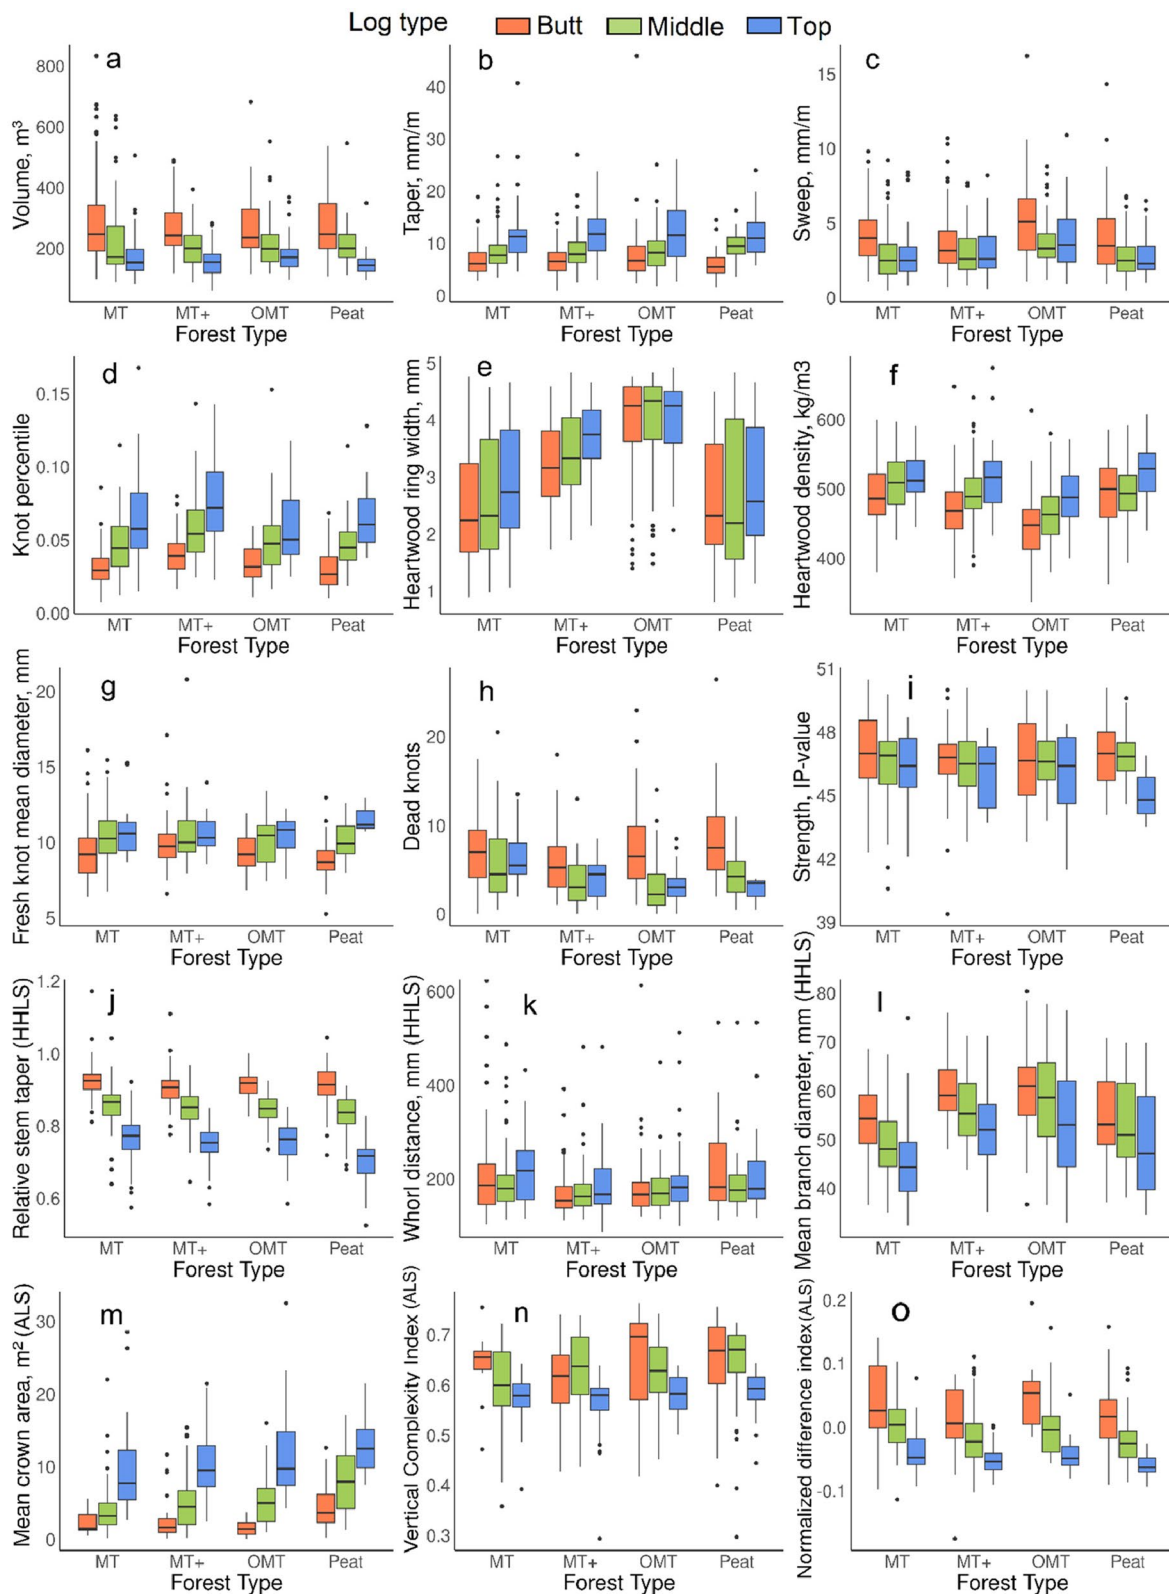 Log type Butt Middle Top
a
Volume, m³
800
600
400
200
MT MT+ OMT Peat
Forest Type
b
Taper, mm/m
40
30
20
10
0
MT MT+ OMT Peat
Forest Type
c
Sweep, mm/m
15
10
5
0
MT MT+ OMT Peat
Forest Type
d
Knot percentile
0.15
0.10
0.05
0.00
MT MT+ OMT Peat
Forest Type
e
Heartwood ring width, mm
5
4
3
2
1
MT MT+ OMT Peat
Forest Type
f
Heartwood density, kg/m3
600
500
400
MT MT+ OMT Peat
Forest Type
g
Fresh knot mean diameter, mm
20
15
10
5
MT MT+ OMT Peat
Forest Type
h
Dead knots
20
10
0
MT MT+ OMT Peat
Forest Type
i
Strength, IP-value
51
48
45
42
39
MT MT+ OMT Peat
Forest Type
j
Relative stem taper (HHLS)
1.2
1.0
0.8
0.6
MT MT+ OMT Peat
Forest Type
k
Whorl distance, mm (HHLS)
600
400
200
MT MT+ OMT Peat
Forest Type
l
Mean branch diameter, mm (HHLS)
80
70
60
50
40
MT MT+ OMT Peat
Forest Type
m
Mean crown area, m² (ALS)
30
20
10
0
MT MT+ OMT Peat
Forest Type
n
Vertical Complexity Index (ALS)
0.7
0.6
0.5
0.4
0.3
MT MT+ OMT Peat
Forest Type
o
Normalized difference index (ALS)
0.2
0.1
0.0
-0.1
MT MT+ OMT Peat
Forest Type